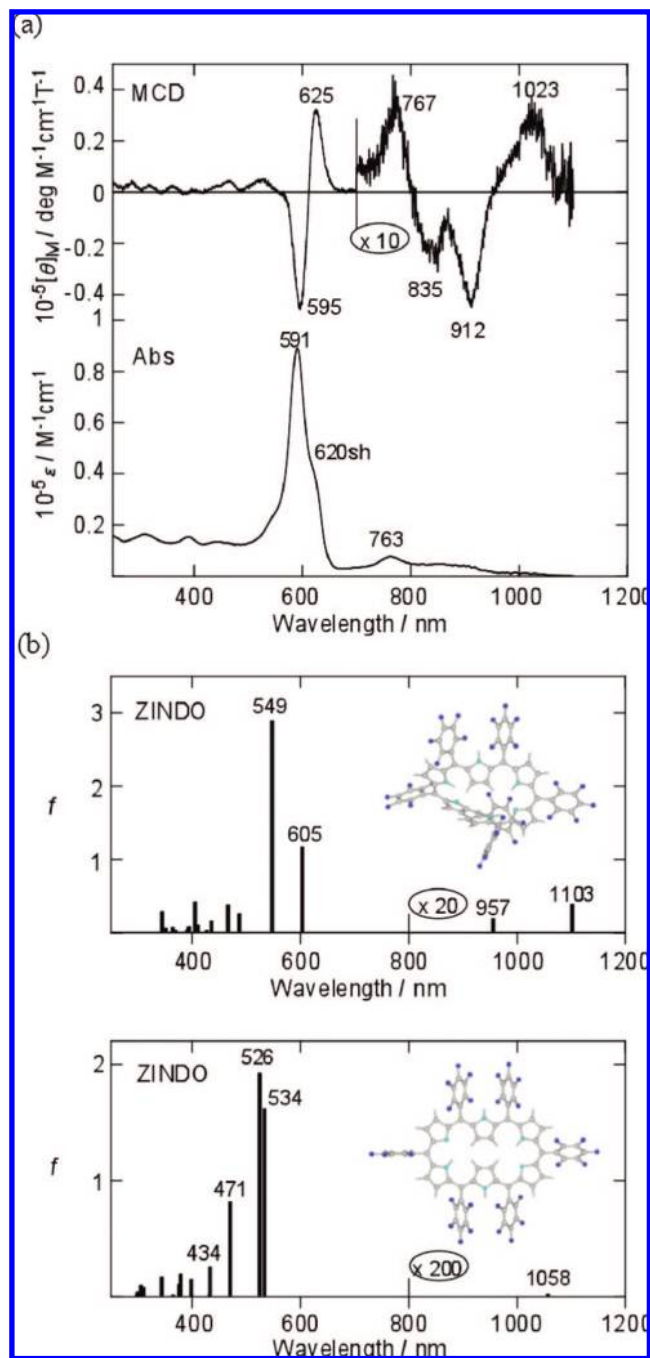 (a)
MCD
0.4
0.2
0
-0.2
-0.4
10⁻⁵[θ]M / deg M⁻¹cm⁻¹T⁻¹
625
767
1023
x 10
595
835
912
1
0.8
0.6
0.4
0.2
10⁻⁵ε / M⁻¹cm⁻¹
Abs
591
620sh
763
400 600 800 1000 1200
Wavelength / nm
(b)
ZINDO
3
2
1
f
549
605
x 20
957
1103
400 600 800 1000 1200
Wavelength / nm
ZINDO
2
1
f
526
534
471
434
x 200
1058
400 600 800 1000 1200
Wavelength / nm